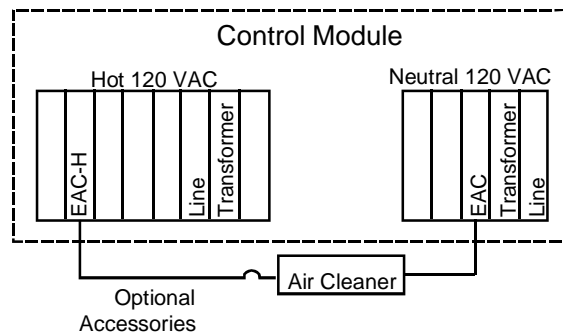 Control Module
Hot 120 VAC
Neutral 120 VAC
EAC-H
Line
Transformer
EAC
Transformer
Line
Air Cleaner
Optional
Accessories